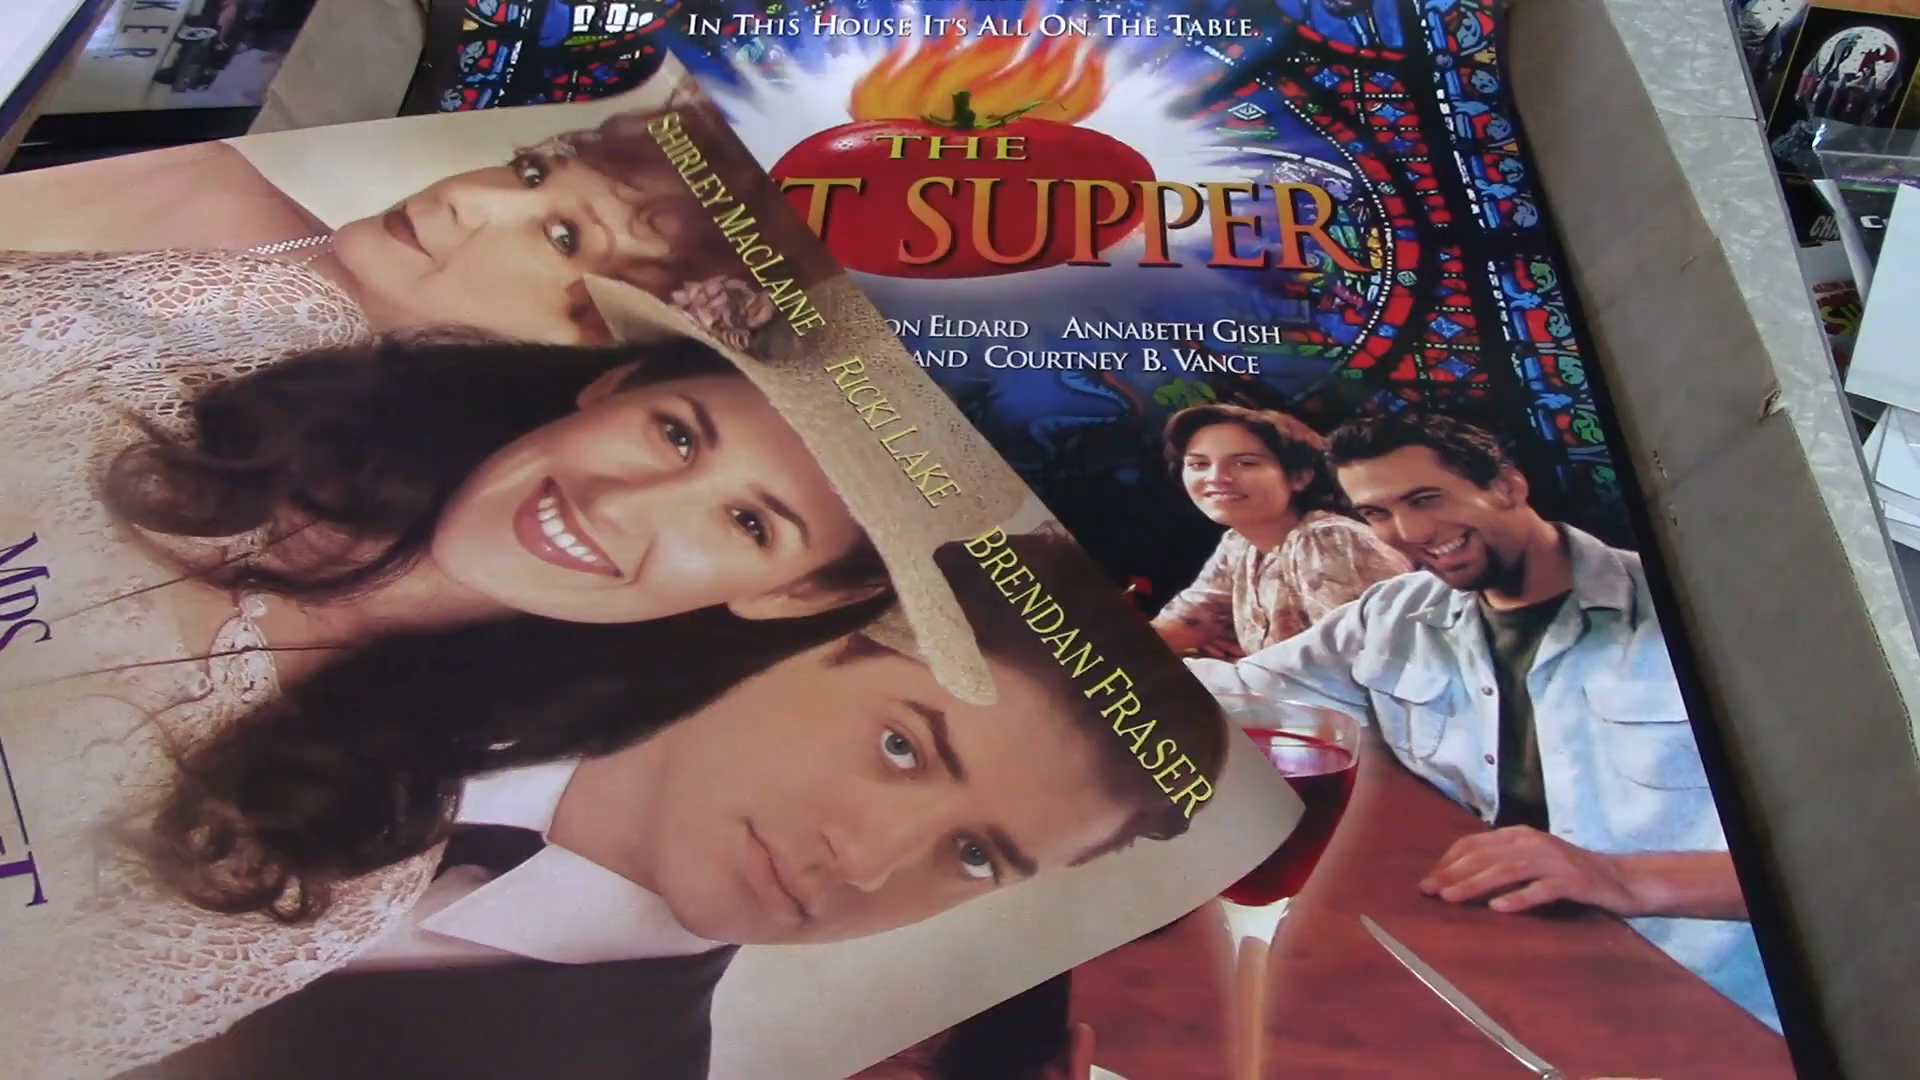 IN THIS HOUSE IT'S ALL ON THE TABLE.
THE
T SUPPER
ON ELDARD ANNABETH GISH
AND COURTNEY B. VANCE
SHIRLEY MACLAINE
RICKI LAKE
BRENDAN FRASER
MRS
KER